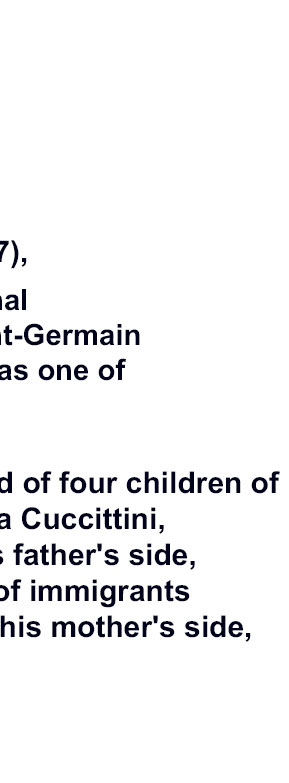 7),
nal
nt-Germain
as one of
d of four children of
a Cuccittini,
s father's side,
of immigrants
his mother's side,